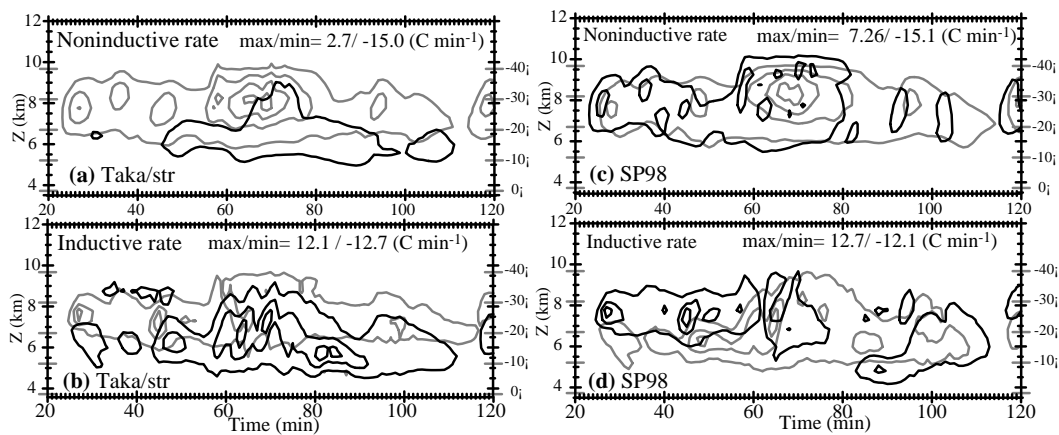 12
Noninductive rate max/min= 2.7/ -15.0 (C min-1)
10 -40¡
Z (km)
8 -30¡
-20¡
6
-10¡
(a) Taka/str
4 0¡
20 40 60 80 100 120
12
Inductive rate max/min= 12.1 / -12.7 (C min-1)
10 -40¡
Z (km)
8 -30¡
-20¡
6
-10¡
(b) Taka/str
4 0¡
20 40 60 80 100 120
Time (min)
12
Noninductive rate max/min= 7.26/ -15.1 (C min-1)
10 -40¡
Z (km)
8 -30¡
-20¡
6
-10¡
(c) SP98
4 0¡
20 40 60 80 100 120
12
Inductive rate max/min= 12.7/ -12.1 (C min-1)
10 -40¡
Z (km)
8 -30¡
-20¡
6
-10¡
(d) SP98
4 0¡
20 40 60 80 100 120
Time (min)